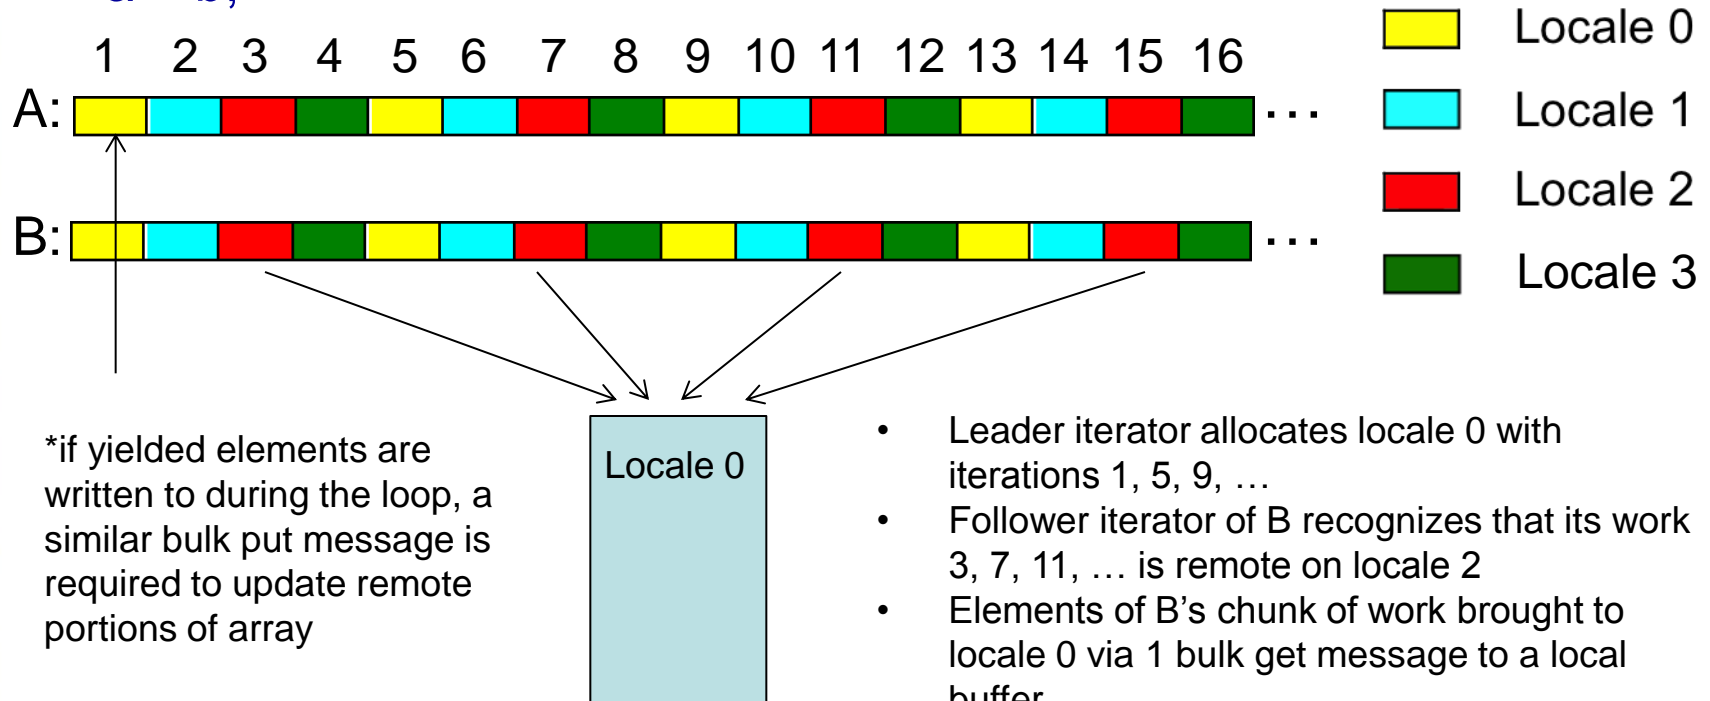 1 2 3 4 5 6 7 8 9 10 11 12 13 14 15 16
A: ...
B: ...
Locale 0
Locale 1
Locale 2
Locale 3
*if yielded elements are
written to during the loop, a
similar bulk put message is
required to update remote
portions of array
Locale 0
• Leader iterator allocates locale 0 with
iterations 1, 5, 9, …
• Follower iterator of B recognizes that its work
3, 7, 11, … is remote on locale 2
• Elements of B’s chunk of work brought to
locale 0 via 1 bulk get message to a local
buffer